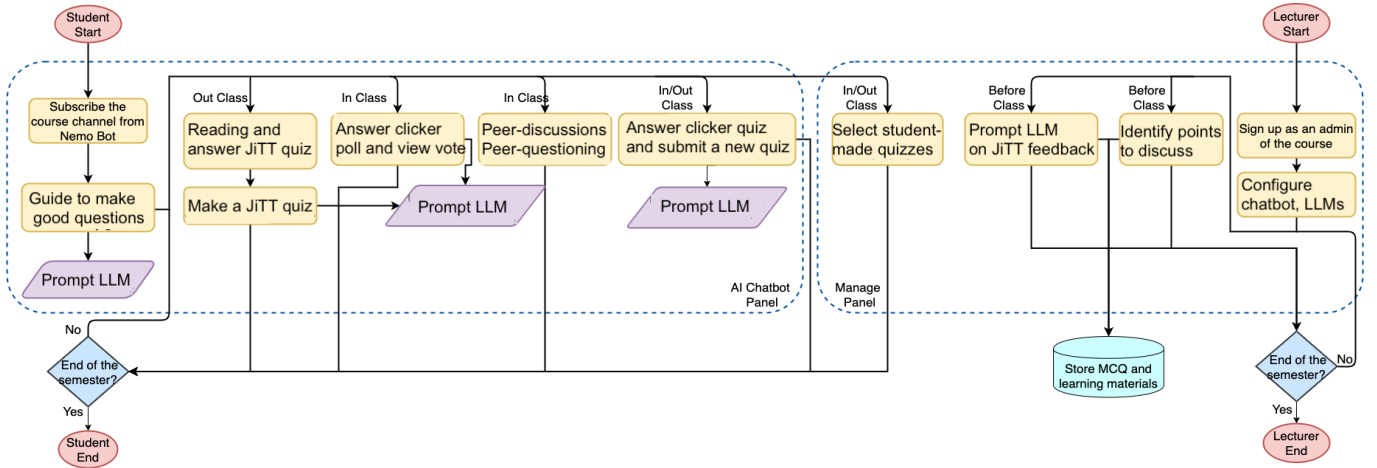 Student
Start
Subscribe the
course channel from
Nemo Bot
Guide to make
good questions
Prompt LLM
No
End of the
semester?
Yes
Student
End
Out Class
Reading and
answer JiTT quiz
Make a JiTT quiz
In Class
Answer clicker
poll and view vote
Prompt LLM
In Class
Peer-discussions
Peer-questioning
In/Out
Class
Answer clicker quiz
and submit a new quiz
Prompt LLM
AI Chatbot
Panel
In/Out
Class
Select student-
made quizzes
Manage
Panel
Before
Class
Prompt LLM
on JiTT feedback
Before
Class
Identify points
to discuss
Store MCQ and
learning materials
Lecturer
Start
Sign up as an admin
of the course
Configure
chatbot, LLMs
End of the
semester?
No
Yes
Lecturer
End